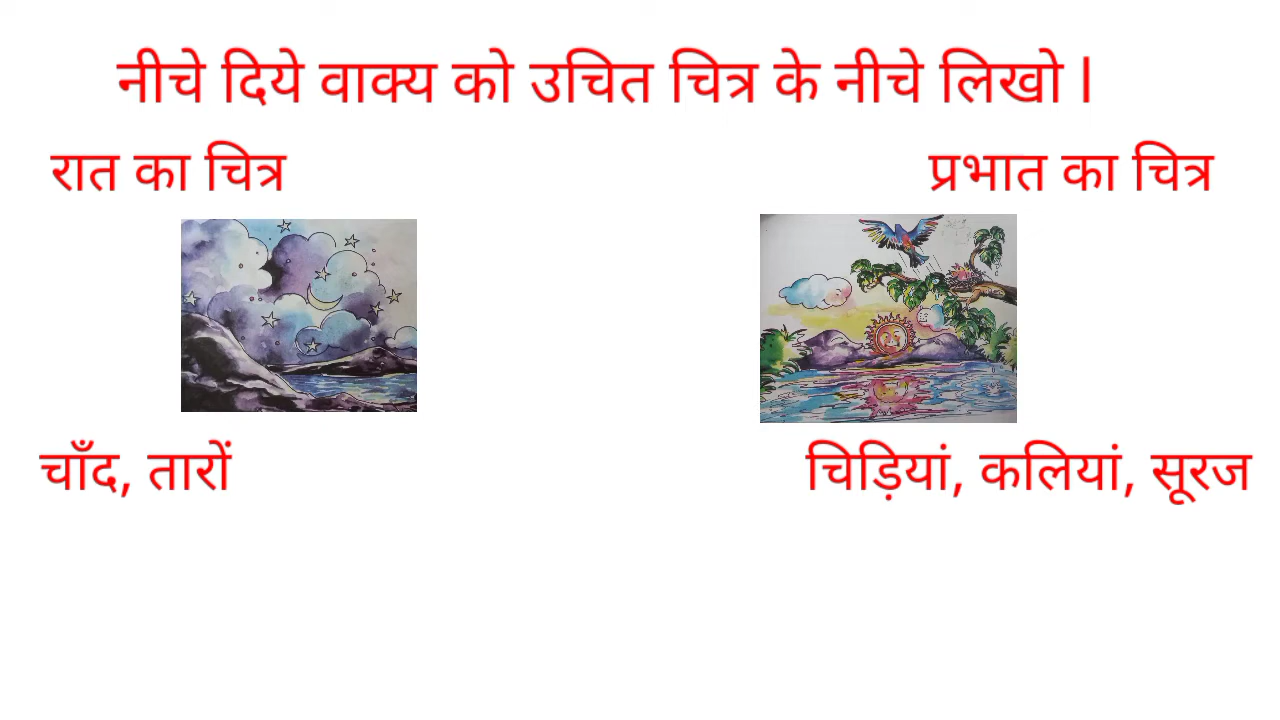 नीचे दिये वाक्य को उचित चित्र के नीचे लिखो।
रात का चित्र
प्रभात का चित्र
चाँद, तारों
चिड़ियां, कलियां, सूरज